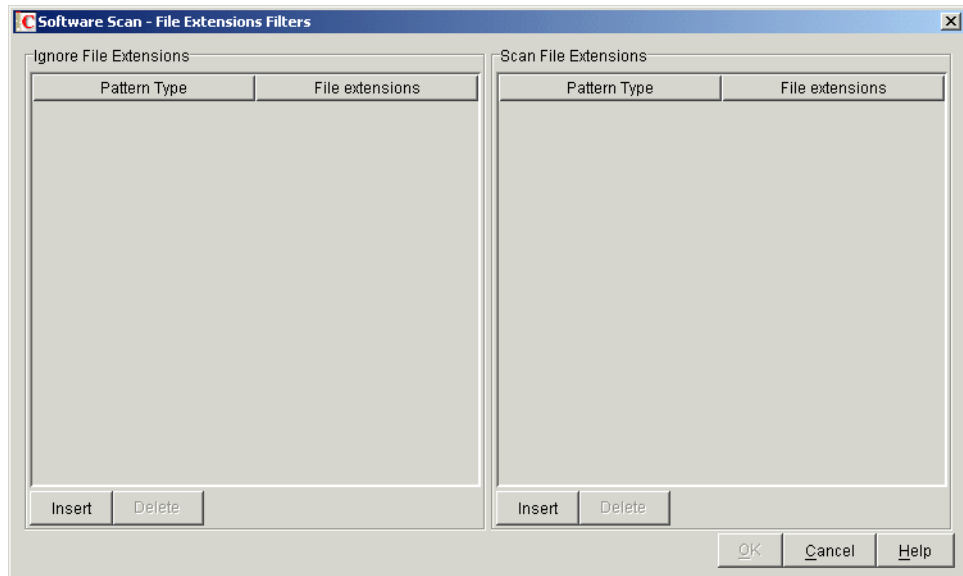 Software Scan - File Extensions Filters
Ignore File Extensions
Pattern Type File extensions
Insert Delete
Scan File Extensions
Pattern Type File extensions
Insert Delete
OK Cancel Help